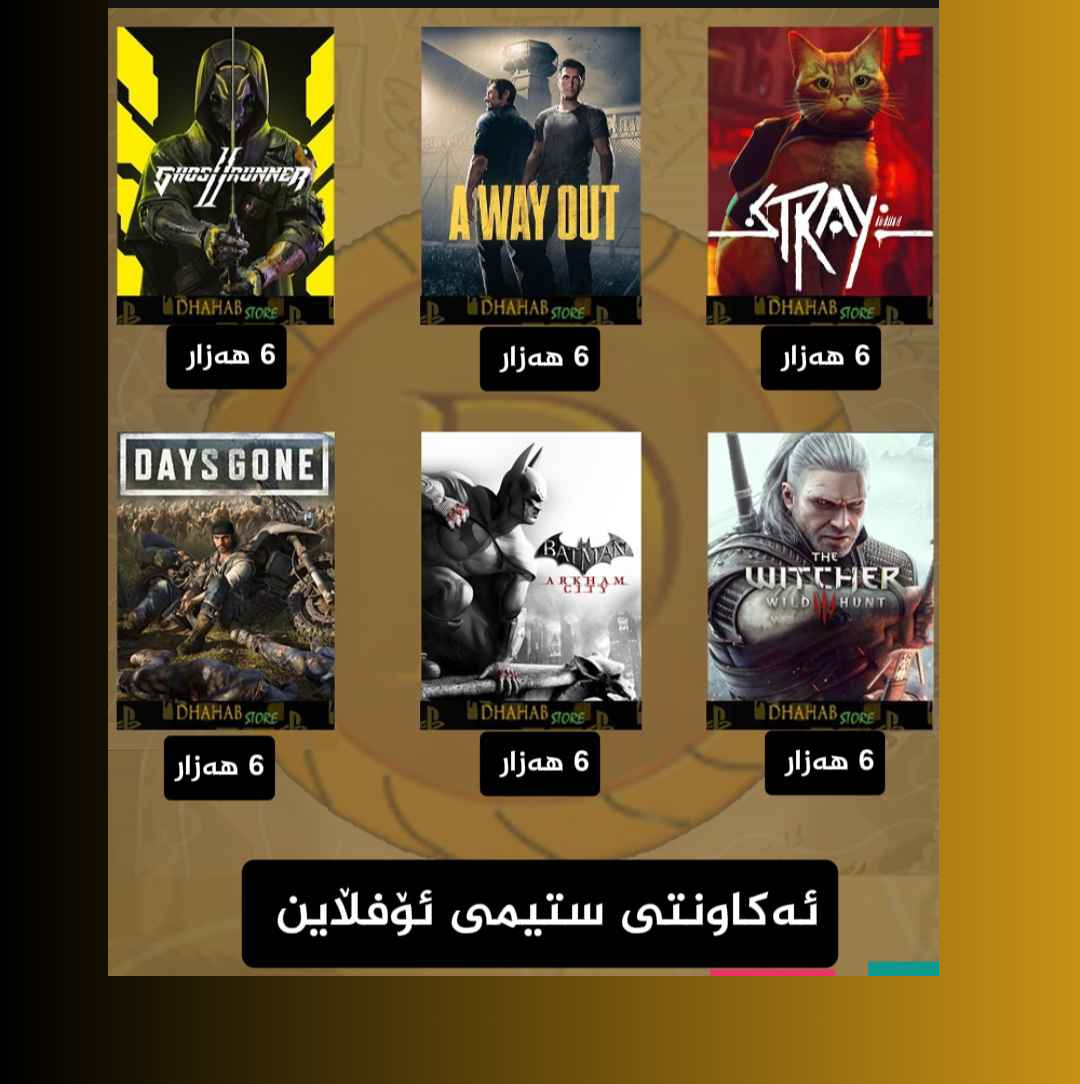 GHOSTRUNNER
II
A WAY OUT
STRAY
DHAHAB STORE
DHAHAB STORE
DHAHAB STORE
6 هەزار
6 هەزار
6 هەزار
DAYS GONE
BATMAN
ARKHAM
CITY
THE
WITCHER
WILD III HUNT
DHAHAB STORE
DHAHAB STORE
DHAHAB STORE
6 هەزار
6 هەزار
6 هەزار
ئەکاونتی ستیمی ئۆفڵاین